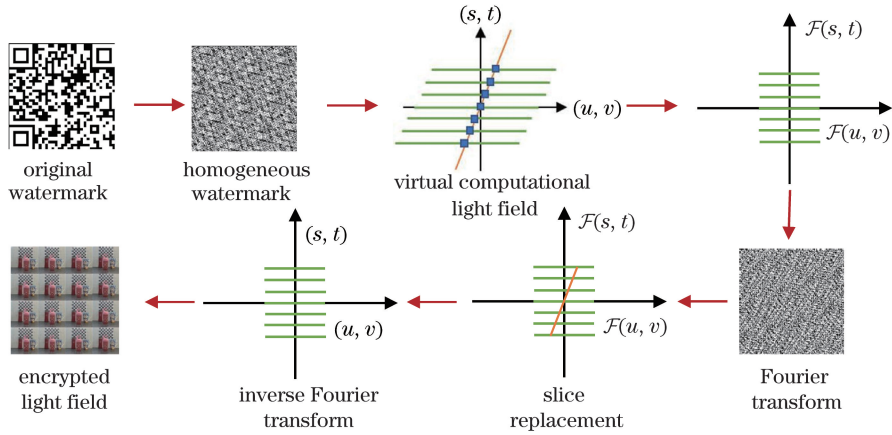 (s, t)
(u, v)
original
watermark
homogeneous
watermark
virtual computational
light field
ℱ(s, t)
ℱ(u, v)
(s, t)
(u, v)
ℱ(s, t)
ℱ(u, v)
encrypted
light field
inverse Fourier
transform
slice
replacement
Fourier
transform